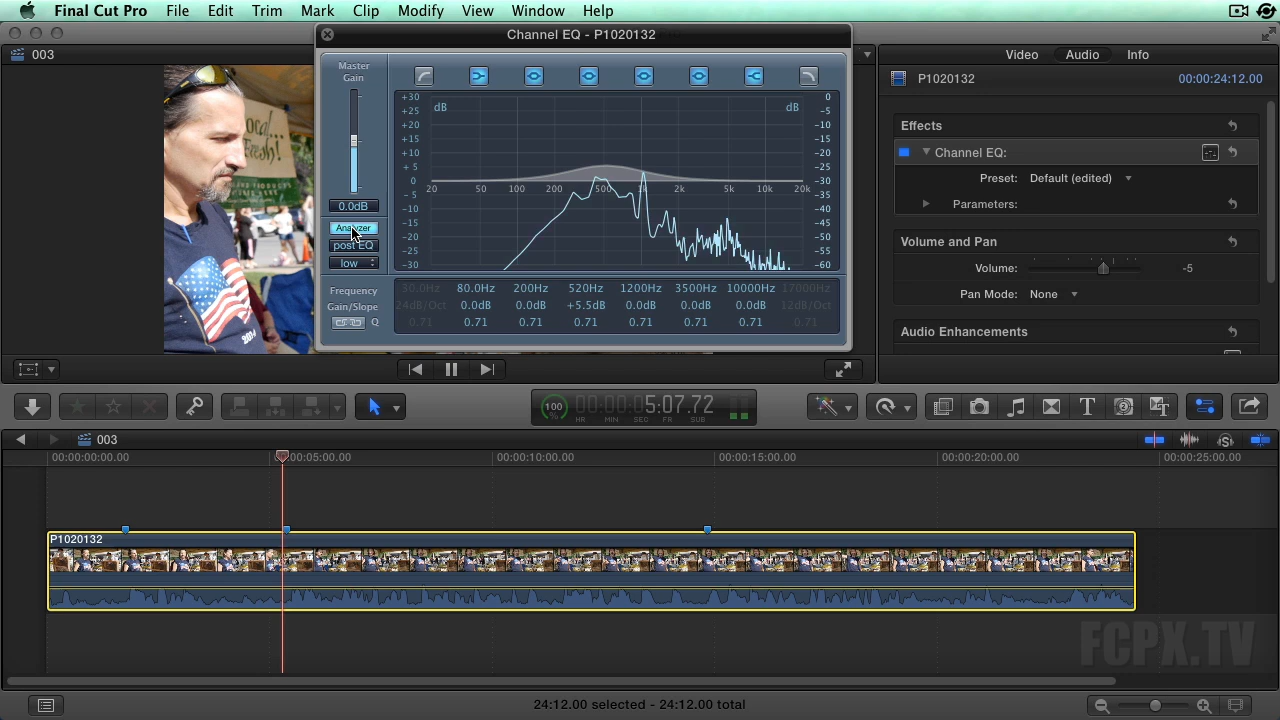 Final Cut Pro File Edit Trim Mark Clip Modify View Window Help
003
Channel EQ - P1020132
Video Audio Info
P1020132 00:00:24:12.00
Master
Gain
0.0dB
Analyzer
post EQ
low
dB dB
+30 0
+25 -5
+20 -10
+15 -15
+10 -20
+ 5 -25
0 -30
- 5 -35
-10 -40
-15 -45
-20 -50
-25 -55
-30 -60
20 50 100 200 500 1k 2k 5k 10k 20k
Frequency 30.0Hz 80.0Hz 200Hz 520Hz 1200Hz 3500Hz 10000Hz 17000Hz
Gain/Slope 24dB/Oct 0.0dB 0.0dB +5.5dB 0.0dB 0.0dB 0.0dB 12dB/Oct
Q 0.71 0.71 0.71 0.71 0.71 0.71 0.71 0.71
Effects
Channel EQ:
Preset: Default (edited)
Parameters:
Volume and Pan
Volume: -5
Pan Mode: None
Audio Enhancements
Local...
Fresh!
2004
100
%
00:00:05:07.72
HR MIN SEC FR SUB
003
00:00:00:00.00 00:00:05:00.00 00:00:10:00.00 00:00:15:00.00 00:00:20:00.00 00:00:25:00.00
P1020132
FCPX.TV
24:12.00 selected - 24:12.00 total